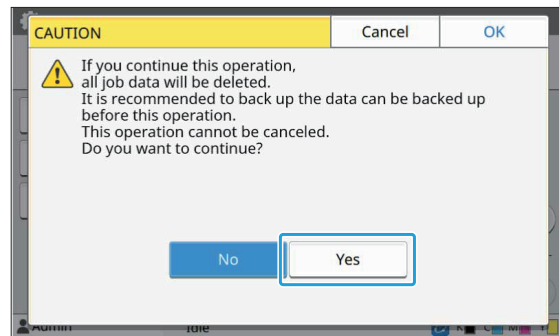 CAUTION Cancel OK
If you continue this operation,
all job data will be deleted.
It is recommended to back up the data can be backed up
before this operation.
This operation cannot be canceled.
Do you want to continue?
No Yes
Admin Idle K C M Y